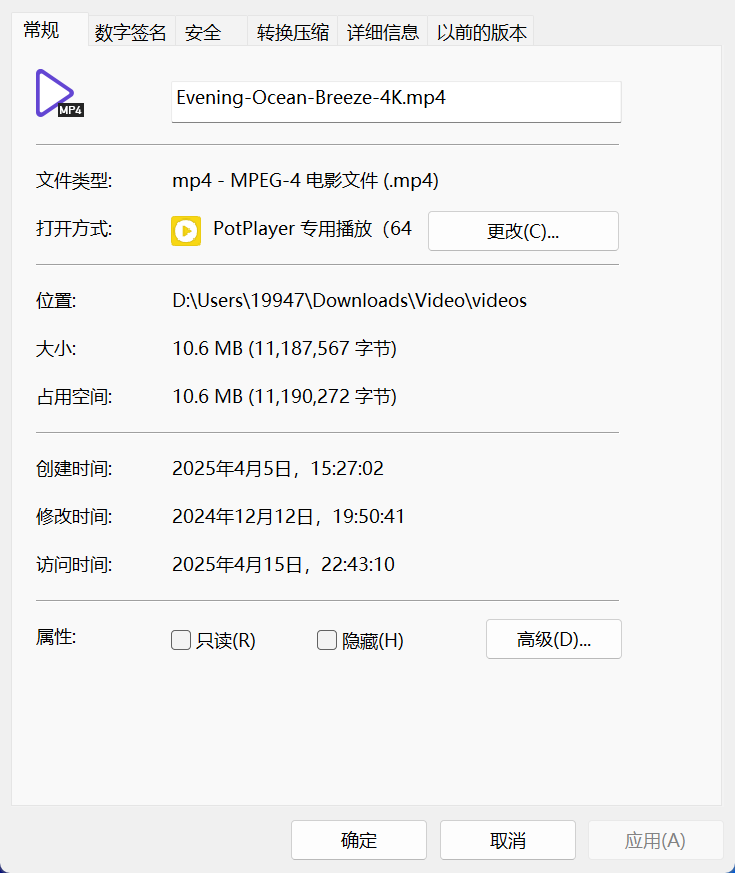 常规 数字签名 安全 转换压缩 详细信息 以前的版本
MP4
Evening-Ocean-Breeze-4K.mp4
文件类型: mp4 - MPEG-4 电影文件 (.mp4)
打开方式: PotPlayer 专用播放（64 更改(C)...
位置: D:\Users\19947\Downloads\Video\videos
大小: 10.6 MB (11,187,567 字节)
占用空间: 10.6 MB (11,190,272 字节)
创建时间: 2025年4月5日，15:27:02
修改时间: 2024年12月12日，19:50:41
访问时间: 2025年4月15日，22:43:10
属性: 只读(R) 隐藏(H) 高级(D)...
确定 取消 应用(A)